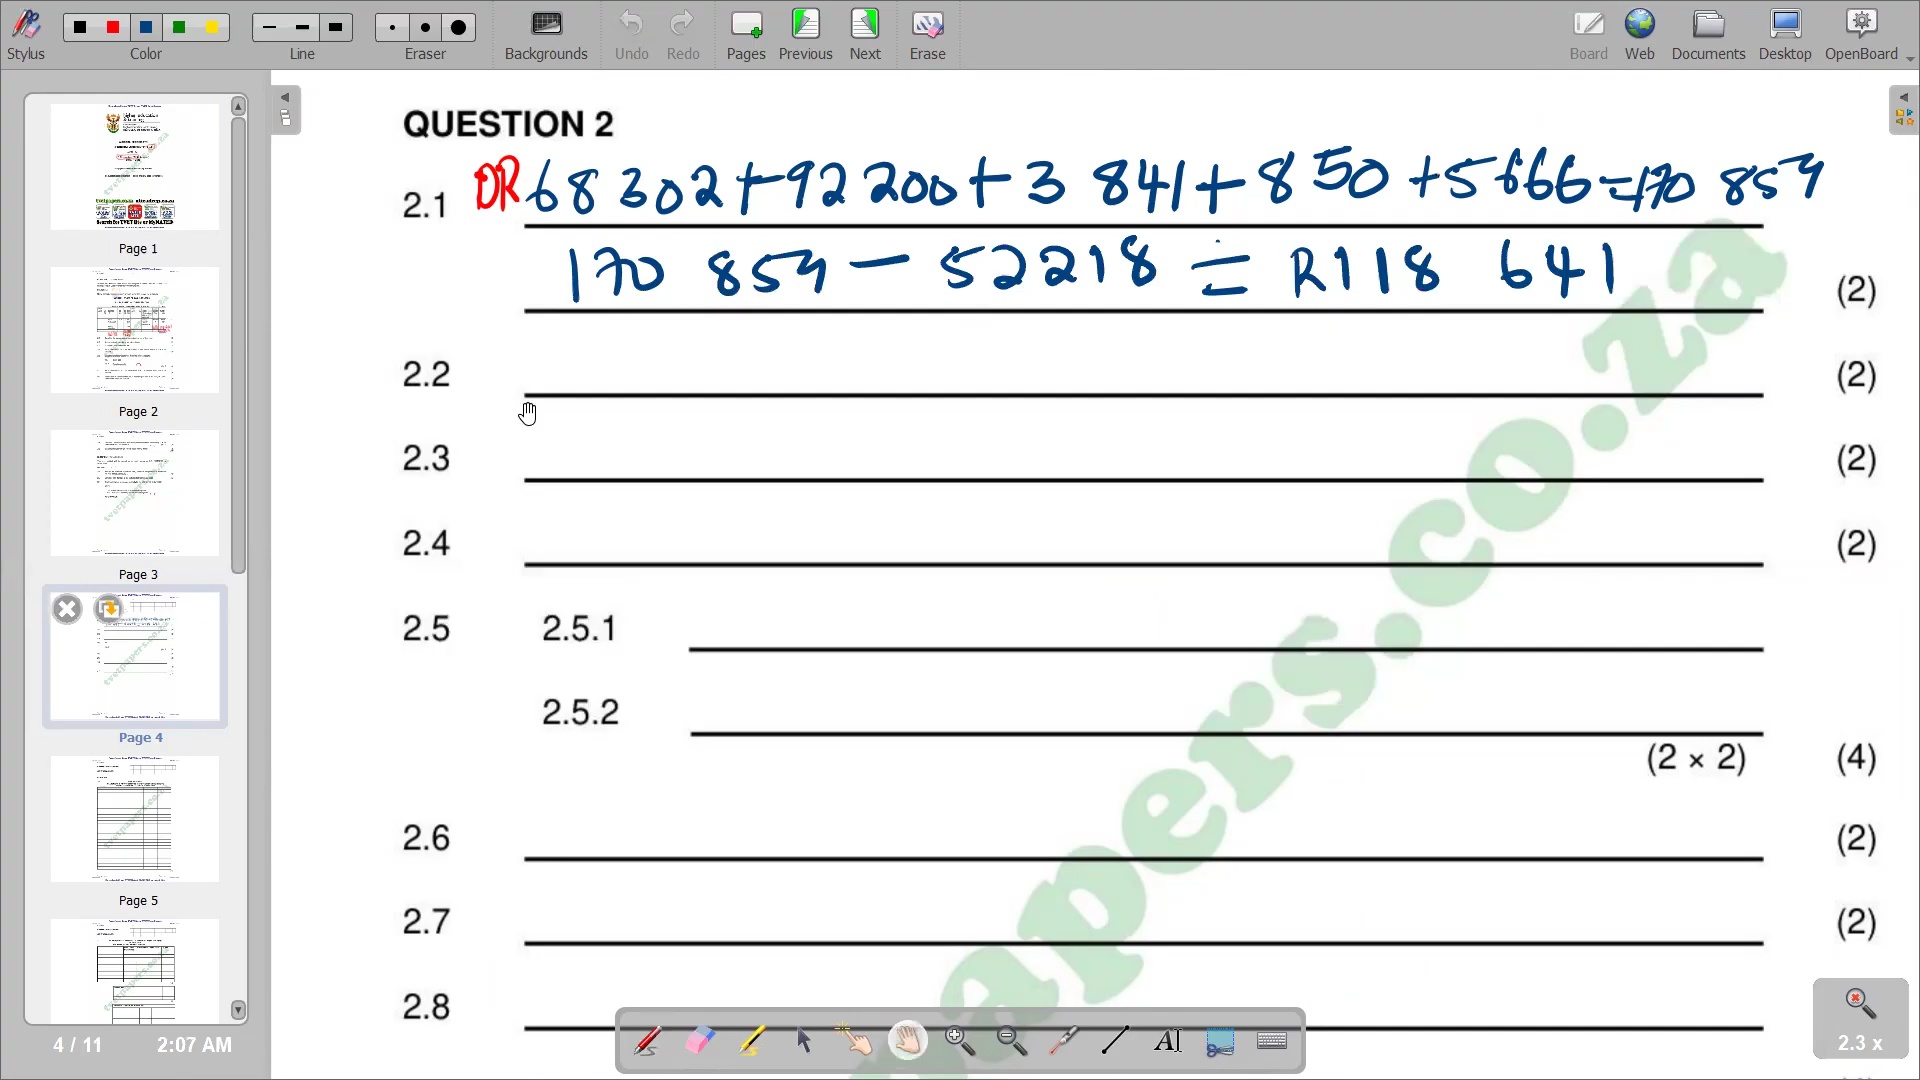 Stylus
Color
Line
Eraser
Backgrounds
Undo
Redo
Pages
Previous
Next
Erase
Board
Web
Documents
Desktop
OpenBoard
Page 1
Page 2
Page 3
Page 4
Page 5
4 / 11 2:07 AM
QUESTION 2
2.1 DR 68 302 + 92 200 + 3 841 + 850 + 5 666 = 170 859
170 859 - 52218 = R118 641 (2)
2.2 (2)
2.3 (2)
2.4 (2)
2.5 2.5.1
2.5.2
(2 × 2) (4)
2.6 (2)
2.7 (2)
2.8
apers.co.za
2.3 x